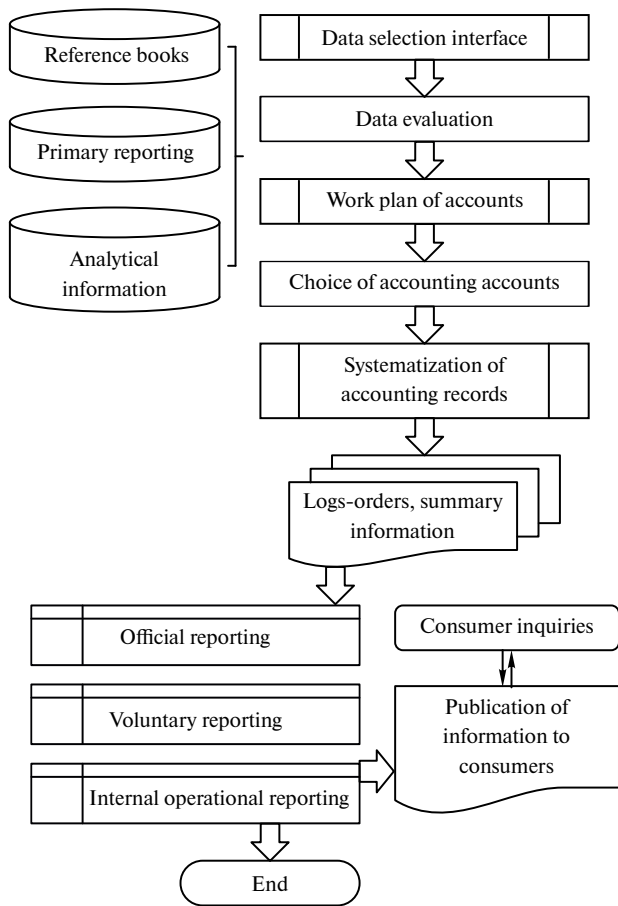 Reference books
Primary reporting
Analytical
information
Data selection interface
Data evaluation
Work plan of accounts
Choice of accounting accounts
Systematization of
accounting records
Logs-orders, summary
information
Official reporting
Voluntary reporting
Internal operational reporting
Consumer inquiries
Publication of
information to
consumers
End